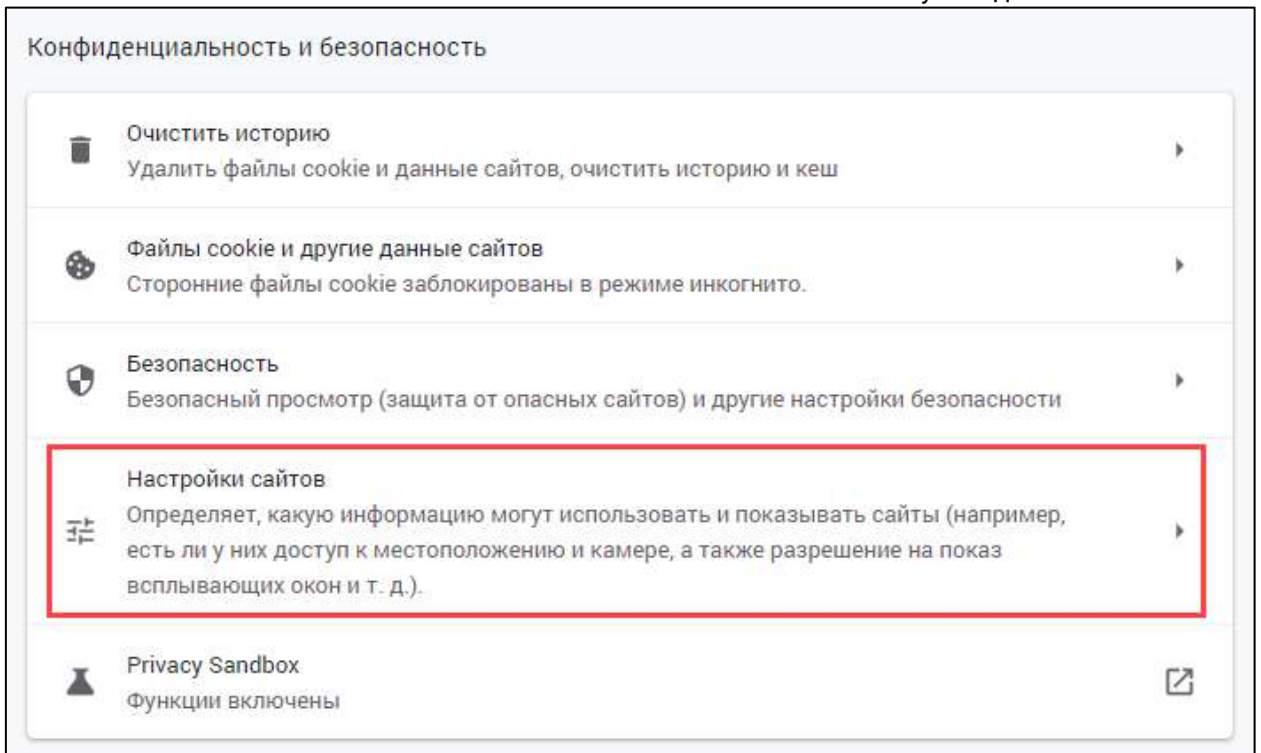 Конфиденциальность и безопасность
Очистить историю
Удалить файлы cookie и данные сайтов, очистить историю и кеш
Файлы cookie и другие данные сайтов
Сторонние файлы cookie заблокированы в режиме инкогнито.
Безопасность
Безопасный просмотр (защита от опасных сайтов) и другие настройки безопасности
Настройки сайтов
Определяет, какую информацию могут использовать и показывать сайты (например,
есть ли у них доступ к местоположению и камере, а также разрешение на показ
всплывающих окон и т. д.).
Privacy Sandbox
Функции включены